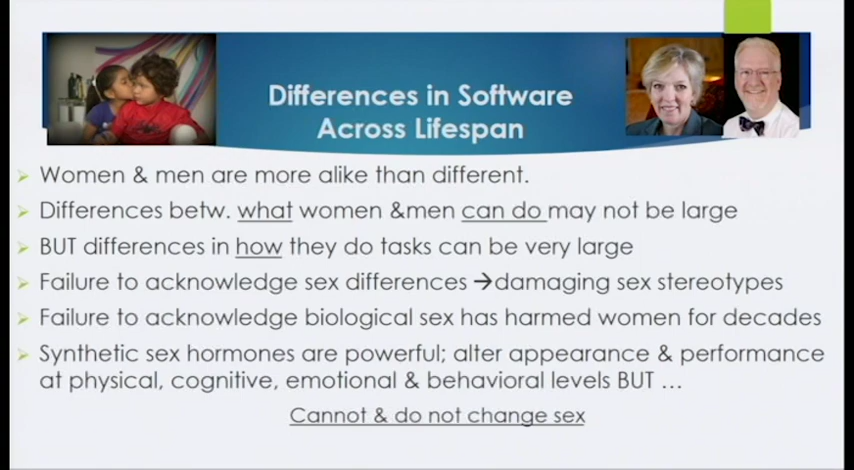 Differences in Software
Across Lifespan
Women & men are more alike than different.
Differences betw. what women &men can do may not be large
BUT differences in how they do tasks can be very large
Failure to acknowledge sex differences →damaging sex stereotypes
Failure to acknowledge biological sex has harmed women for decades
Synthetic sex hormones are powerful; alter appearance & performance
at physical, cognitive, emotional & behavioral levels BUT ...
Cannot & do not change sex